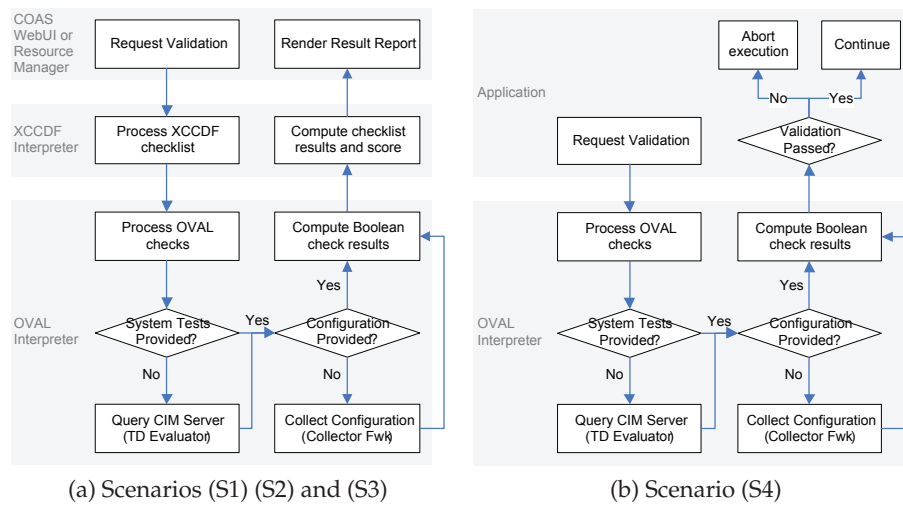 COAS
WebUI or
Resource
Manager
Request Validation
Render Result Report
XCCDF
Interpreter
Process XCCDF
checklist
Compute checklist
results and score
OVAL
Interpreter
Process OVAL
checks
Compute Boolean
check results
Yes
System Tests
Provided?
Yes
Configuration
Provided?
No
No
Query CIM Server
(TD Evaluator)
Collect Configuration
(Collector Fwk)
(a) Scenarios (S1) (S2) and (S3)
Abort
execution
Continue
Application
No
Yes
Request Validation
Validation
Passed?
OVAL
Interpreter
Process OVAL
checks
Compute Boolean
check results
Yes
System Tests
Provided?
Yes
Configuration
Provided?
No
No
Query CIM Server
(TD Evaluator)
Collect Configuration
(Collector Fwk)
(b) Scenario (S4)